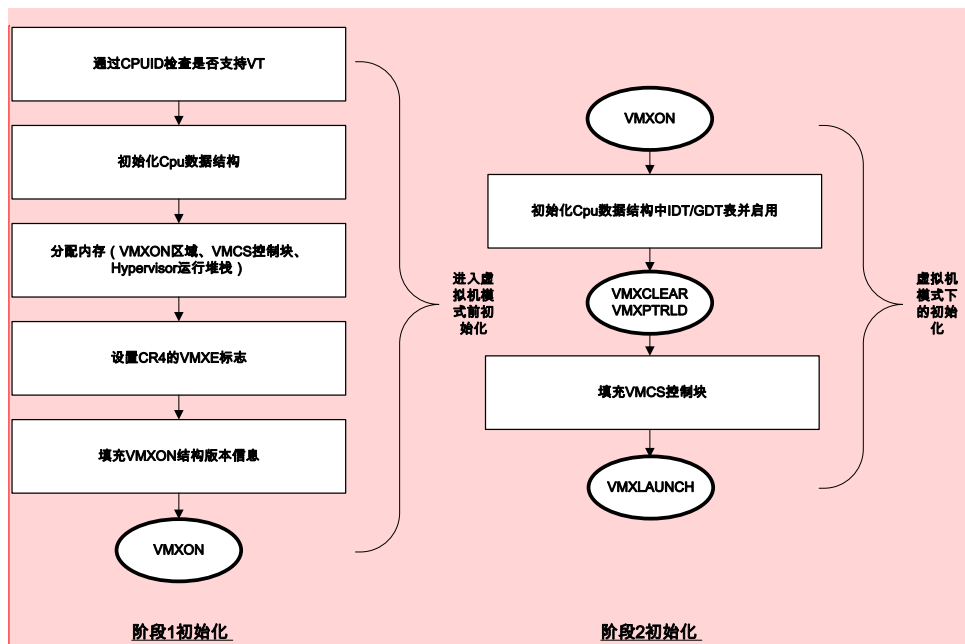 通过CPUID检查是否支持VT
初始化Cpu数据结构
分配内存（VMXON区域、VMCS控制块、
Hypervisor运行堆栈）
设置CR4的VMXE标志
填充VMXON结构版本信息
VMXON
进入虚
拟机模
式前初
始化
阶段1初始化
VMXON
初始化Cpu数据结构中IDT/GDT表并启用
VMXCLEAR
VMXPTRLD
填充VMCS控制块
VMXLAUNCH
虚拟机
模式下
的初始
化
阶段2初始化